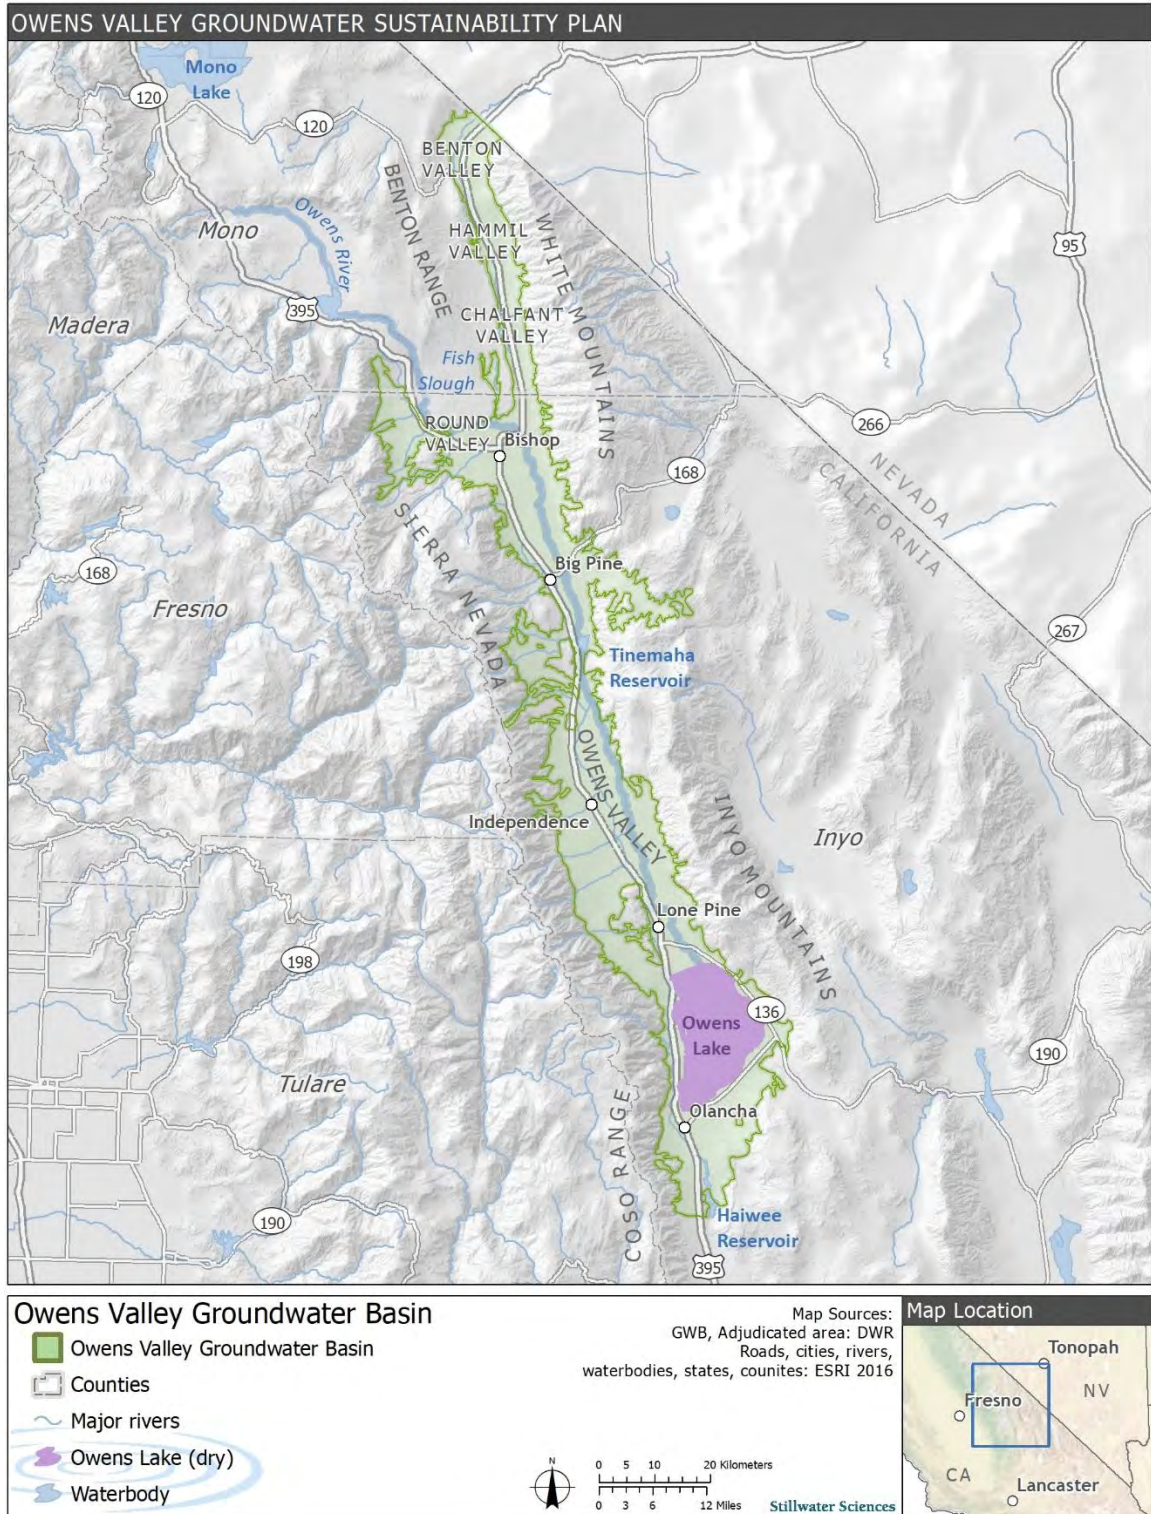 OWENS VALLEY GROUNDWATER SUSTAINABILITY PLAN
Mono
Lake
120
120
BENTON
VALLEY
BENTON RANGE
Owens River
Mono
HAMMIL
VALLEY
WHITE MOUNTAINS
95
395
Madera
CHALFANT
VALLEY
Fish
Slough
ROUND
VALLEY
Bishop
266
NEVADA
CALIFORNIA
168
SIERRA NEVADA
Big Pine
168
Fresno
267
Tinemaha
Reservoir
OWENS VALLEY
Independence
INYO MOUNTAINS
Inyo
Lone Pine
198
136
Owens
Lake
190
Tulare
Olancha
COSO RANGE
190
Haiwee
Reservoir
395
Owens Valley Groundwater Basin
Owens Valley Groundwater Basin
Counties
Major rivers
Owens Lake (dry)
Waterbody
Map Sources:
GWB, Adjudicated area: DWR
Roads, cities, rivers,
waterbodies, states, counites: ESRI 2016
N
0 5 10 20 Kilometers
0 3 6 12 Miles
Stillwater Sciences
Map Location
Tonopah
NV
Fresno
CA
Lancaster